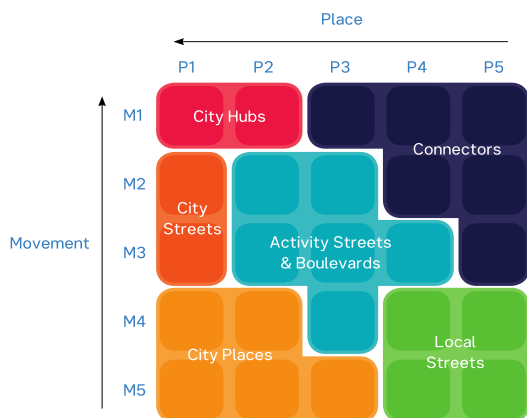 Place
P1 P2 P3 P4 P5
M1
City Hubs
Connectors
M2
City
Streets
Movement
M3
Activity Streets
& Boulevards
M4
City Places
Local
Streets
M5